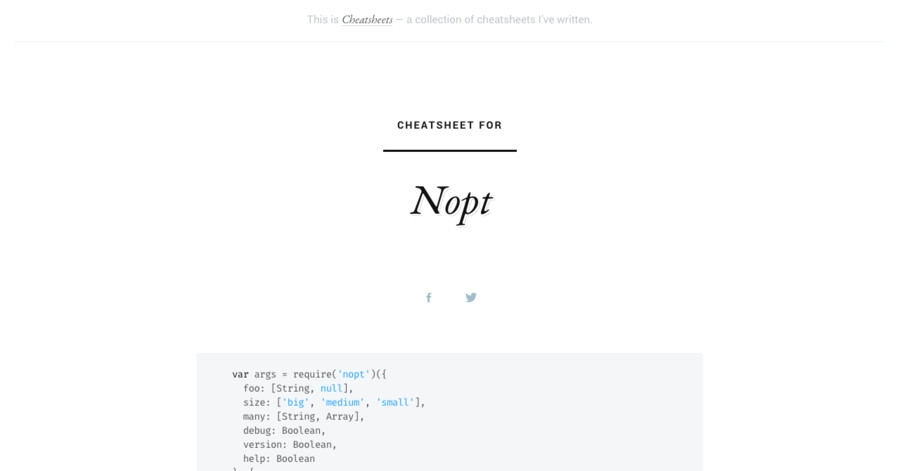 This is Cheatsheets — a collection of cheatsheets I've written.
CHEATSHEET FOR
Nopt
var args = require('nopt')({
  foo: [String, null],
  size: ['big', 'medium', 'small'],
  many: [String, Array],
  debug: Boolean,
  version: Boolean,
  help: Boolean